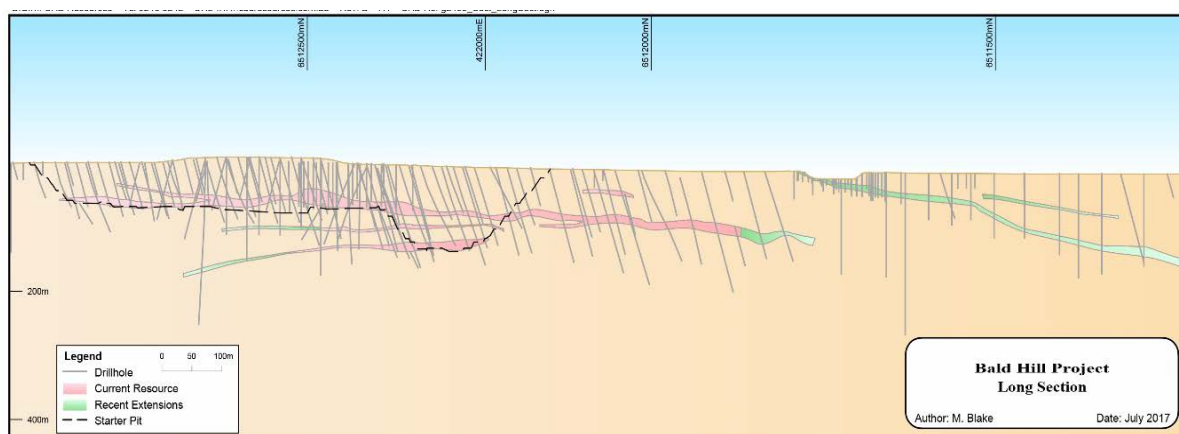 6512500mN
422000mE
6512000mN
6511500mN
200m
400m
Legend
0 50 100m
Drillhole
Current Resource
Recent Extensions
Starter Pit
Bald Hill Project
Long Section
Author: M. Blake Date: July 2017